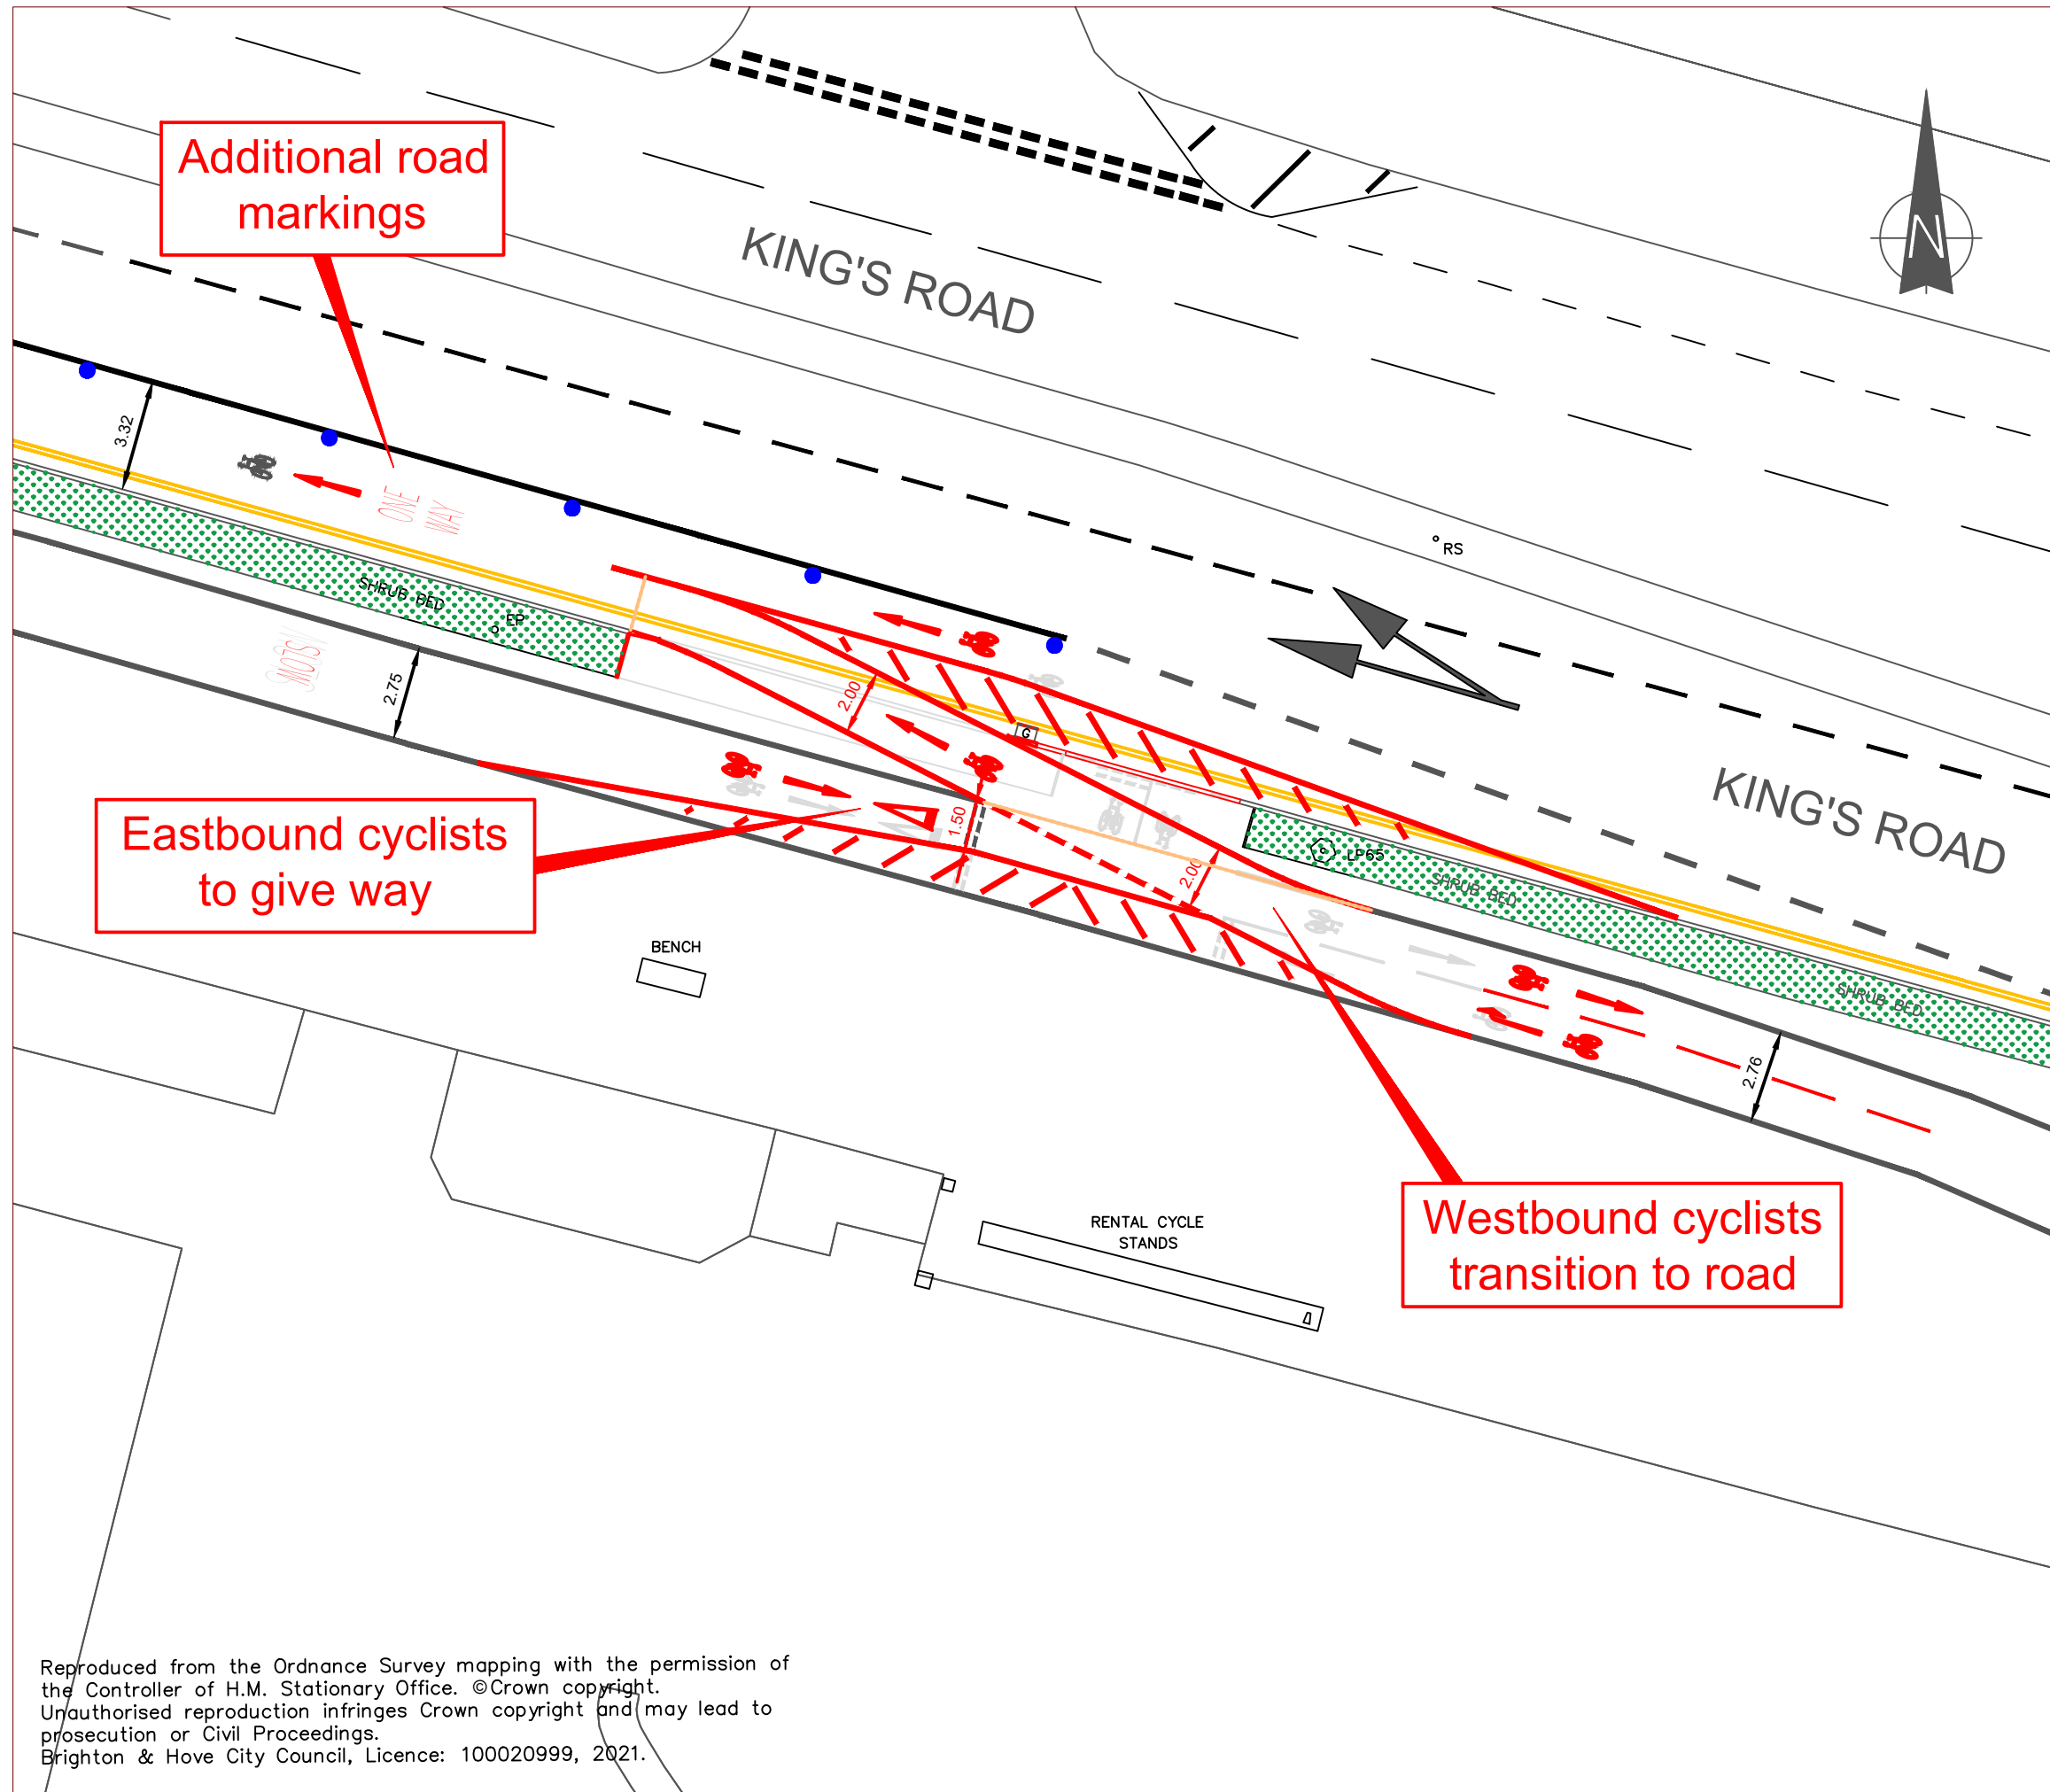 Additional road
markings
KING'S ROAD
N
3.32
ONE
WAY
RS
SHRUB BED
EP
SLOW
2.75
2.00
G
KING'S ROAD
Eastbound cyclists
to give way
1.50
2.00
LP65
SHRUB BED
SHRUB BED
BENCH
2.76
RENTAL CYCLE
STANDS
Westbound cyclists
transition to road
Reproduced from the Ordnance Survey mapping with the permission of
the Controller of H.M. Stationary Office. ©Crown copyright.
Unauthorised reproduction infringes Crown copyright and may lead to
prosecution or Civil Proceedings.
Brighton & Hove City Council, Licence: 100020999, 2021.